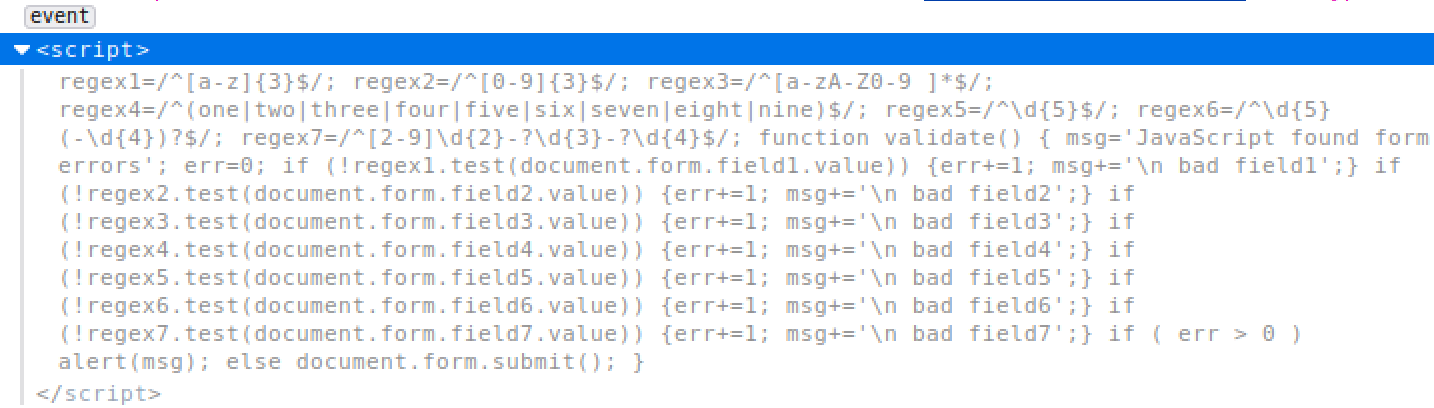 event
<script>
regex1=/^[a-z]{3}$/; regex2=/^[0-9]{3}$/; regex3=/^[a-zA-Z0-9 ]*$/;
regex4=/^(one|two|three|four|five|six|seven|eight|nine)$/; regex5=/^\d{5}$/; regex6=/^\d{5}
(-\d{4})?$/; regex7=/^[2-9]\d{2}-?\d{3}-?\d{4}$/; function validate() { msg='JavaScript found form
errors'; err=0; if (!regex1.test(document.form.field1.value)) {err+=1; msg+='\n bad field1';} if
(!regex2.test(document.form.field2.value)) {err+=1; msg+='\n bad field2';} if
(!regex3.test(document.form.field3.value)) {err+=1; msg+='\n bad field3';} if
(!regex4.test(document.form.field4.value)) {err+=1; msg+='\n bad field4';} if
(!regex5.test(document.form.field5.value)) {err+=1; msg+='\n bad field5';} if
(!regex6.test(document.form.field6.value)) {err+=1; msg+='\n bad field6';} if
(!regex7.test(document.form.field7.value)) {err+=1; msg+='\n bad field7';} if ( err > 0 )
alert(msg); else document.form.submit(); }
</script>